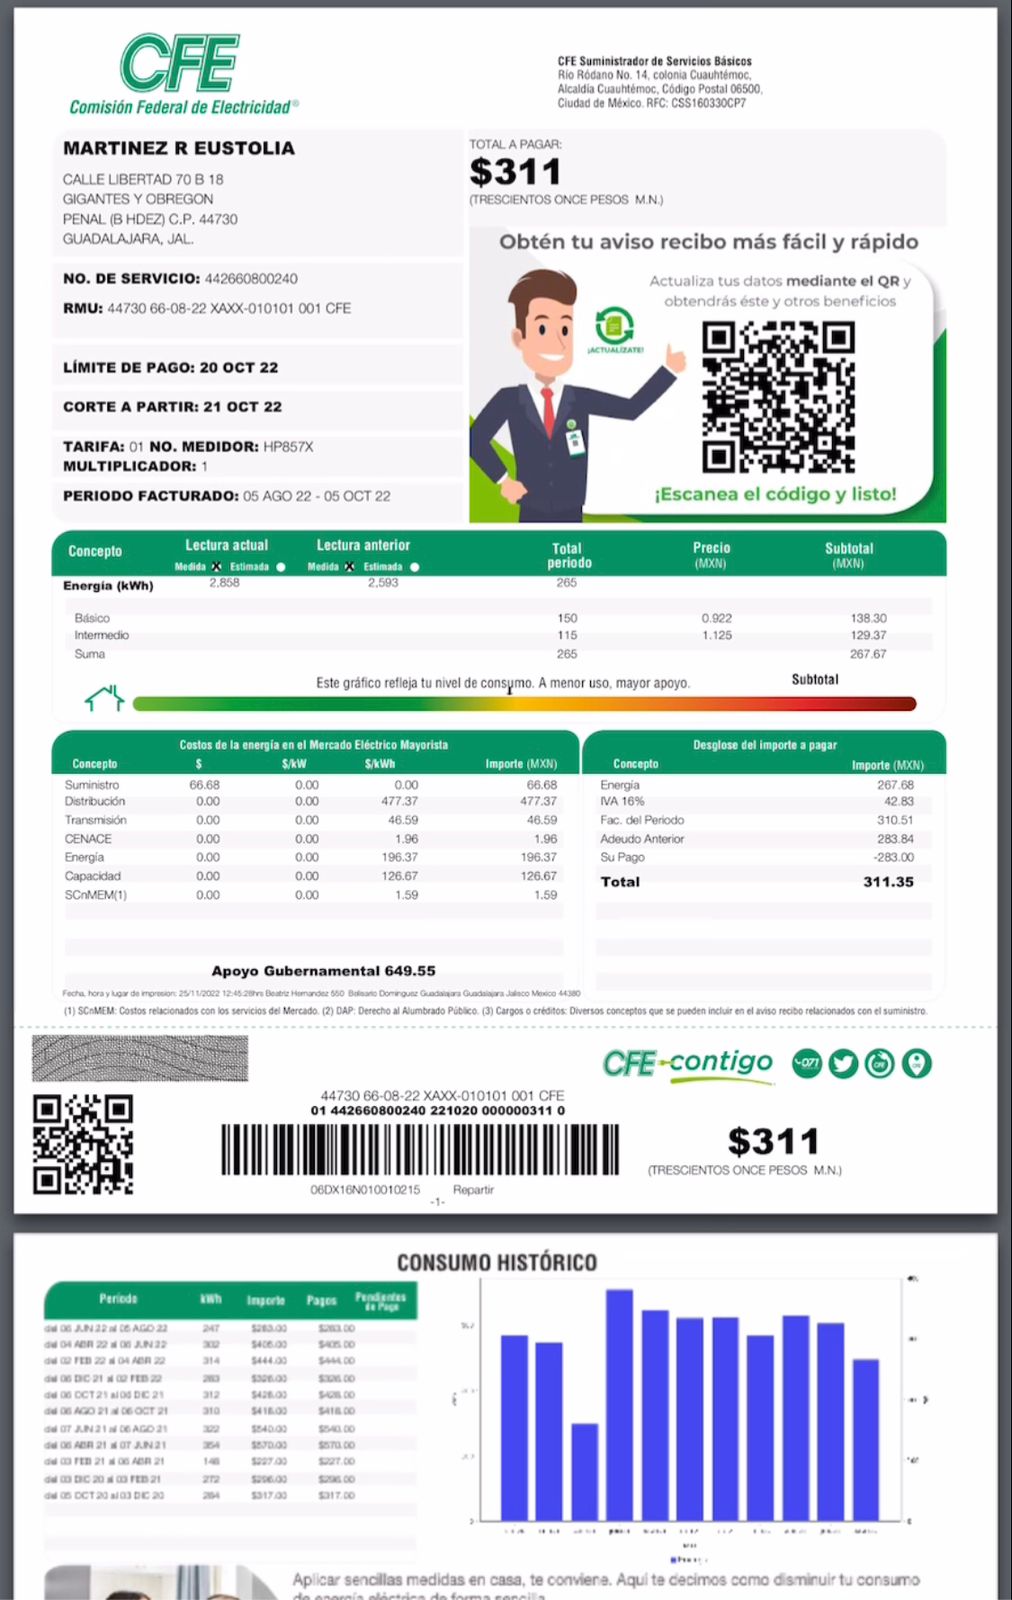 CFE
Comisión Federal de Electricidad®
CFE Suministrador de Servicios Básicos
Río Ródano No. 14, colonia Cuauhtémoc,
Alcaldía Cuauhtémoc, Código Postal 06500,
Ciudad de México. RFC: CSS160330CP7
MARTINEZ R EUSTOLIA
CALLE LIBERTAD 70 B 18
GIGANTES Y OBREGON
PENAL (B HDEZ) C.P. 44730
GUADALAJARA, JAL.
TOTAL A PAGAR:
$311
(TRESCIENTOS ONCE PESOS M.N.)
NO. DE SERVICIO: 442660800240
RMU: 44730 66-08-22 XAXX-010101 001 CFE
LÍMITE DE PAGO: 20 OCT 22
CORTE A PARTIR: 21 OCT 22
TARIFA: 01 NO. MEDIDOR: HP857X
MULTIPLICADOR: 1
PERIODO FACTURADO: 05 AGO 22 - 05 OCT 22
Obtén tu aviso recibo más fácil y rápido
Actualiza tus datos mediante el QR y
obtendrás éste y otros beneficios
¡ACTUALÍZATE!
¡Escanea el código y listo!
Concepto Lectura actual Lectura anterior Total periodo Precio (MXN) Subtotal (MXN)
Medida X Estimada Medida X Estimada
Energía (kWh) 2,858 2,593 265
Básico 150 0.922 138.30
Intermedio 115 1.125 129.37
Suma 265 267.67
Este gráfico refleja tu nivel de consumo. A menor uso, mayor apoyo. Subtotal
Costos de la energía en el Mercado Eléctrico Mayorista
Concepto $ $/kW $/kWh Importe (MXN)
Suministro 66.68 0.00 0.00 66.68
Distribución 0.00 0.00 477.37 477.37
Transmisión 0.00 0.00 46.59 46.59
CENACE 0.00 0.00 1.96 1.96
Energía 0.00 0.00 196.37 196.37
Capacidad 0.00 0.00 126.67 126.67
SCnMEM(1) 0.00 0.00 1.59 1.59
Apoyo Gubernamental 649.55
Desglose del importe a pagar
Concepto Importe (MXN)
Energía 267.68
IVA 16% 42.83
Fac. del Periodo 310.51
Adeudo Anterior 283.84
Su Pago -283.00
Total 311.35
Fecha, hora y lugar de impresion: 25/11/2022 12:45:28hrs Beatriz Hernandez 550 Belisario Dominguez Guadalajara Guadalajara Jalisco Mexico 44380
(1) SCnMEM: Costos relacionados con los servicios del Mercado. (2) DAP: Derecho al Alumbrado Público. (3) Cargos o créditos: Diversos conceptos que se pueden incluir en el aviso recibo relacionados con el suministro.
CFE contigo
071
44730 66-08-22 XAXX-010101 001 CFE
01 442660800240 221020 000000311 0
06DX16N010010215 Repartir
-1-
$311
(TRESCIENTOS ONCE PESOS M.N.)
CONSUMO HISTÓRICO
Periodo kWh Importe Pagos Pendientes de Pago
del 06 JUN 22 al 05 AGO 22 247 $283.00 $283.00
del 04 ABR 22 al 06 JUN 22 302 $405.00 $405.00
del 02 FEB 22 al 04 ABR 22 314 $444.00 $444.00
del 06 DIC 21 al 02 FEB 22 283 $326.00 $326.00
del 06 OCT 21 al 06 DIC 21 312 $428.00 $428.00
del 06 AGO 21 al 06 OCT 21 310 $418.00 $418.00
del 07 JUN 21 al 06 AGO 21 322 $540.00 $540.00
del 06 ABR 21 al 07 JUN 21 354 $570.00 $570.00
del 03 FEB 21 al 06 ABR 21 $227.00 $227.00
del 03 DIC 20 al 03 FEB 21 272 $296.00 $296.00
del 05 OCT 20 al 03 DIC 20 284 $317.00 $317.00
Aplicar sencillas medidas en casa, te conviene. Aquí te decimos como disminuir tu consumo
de energía eléctrica de forma sencilla